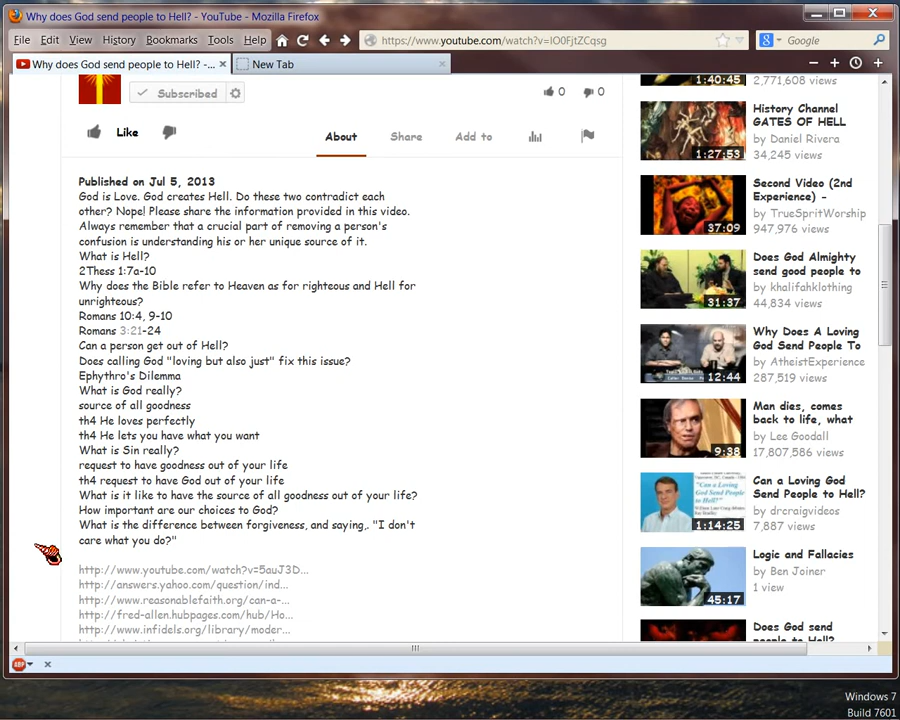 Why does God send people to Hell? - YouTube - Mozilla Firefox
File Edit View History Bookmarks Tools Help
https://www.youtube.com/watch?v=IO0FjtZCqsg
Google
Why does God send people to Hell? -...
New Tab
Subscribed
0 0
Like
About Share Add to
Published on Jul 5, 2013
God is Love. God creates Hell. Do these two contradict each
other? Nope! Please share the information provided in this video.
Always remember that a crucial part of removing a person's
confusion is understanding his or her unique source of it.
What is Hell?
2Thess 1:7a-10
Why does the Bible refer to Heaven as for righteous and Hell for
unrighteous?
Romans 10:4, 9-10
Romans 3:21-24
Can a person get out of Hell?
Does calling God "loving but also just" fix this issue?
Ephythro's Dilemma
What is God really?
source of all goodness
th4 He loves perfectly
th4 He lets you have what you want
What is Sin really?
request to have goodness out of your life
th4 request to have God out of your life
What is it like to have the source of all goodness out of your life?
How important are our choices to God?
What is the difference between forgiveness, and saying,. "I don't
care what you do?"
http://www.youtube.com/watch?v=5auJ3D...
http://answers.yahoo.com/question/ind...
http://www.reasonablefaith.org/can-a-...
http://fred-allen.hubpages.com/hub/Ho...
http://www.infidels.org/library/moder...
1:40:45
2,771,608 views
1:27:53
History Channel
GATES OF HELL
by Daniel Rivera
34,245 views
37:09
Second Video (2nd
Experience) -
by TrueSpritWorship
947,976 views
31:37
Does God Almighty
send good people to
by khalifahklothing
44,834 views
12:44
Why Does A Loving
God Send People To
by AtheistExperience
287,519 views
9:38
Man dies, comes
back to life, what
by Lee Goodall
17,807,586 views
"Can a
Loving God
Send People
to Hell?"
1:14:25
Can a Loving God
Send People to Hell?
by drcraigvideos
7,887 views
45:17
Logic and Fallacies
by Ben Joiner
1 view
Does God send
people to Hell?
ABP
Windows 7
Build 7601